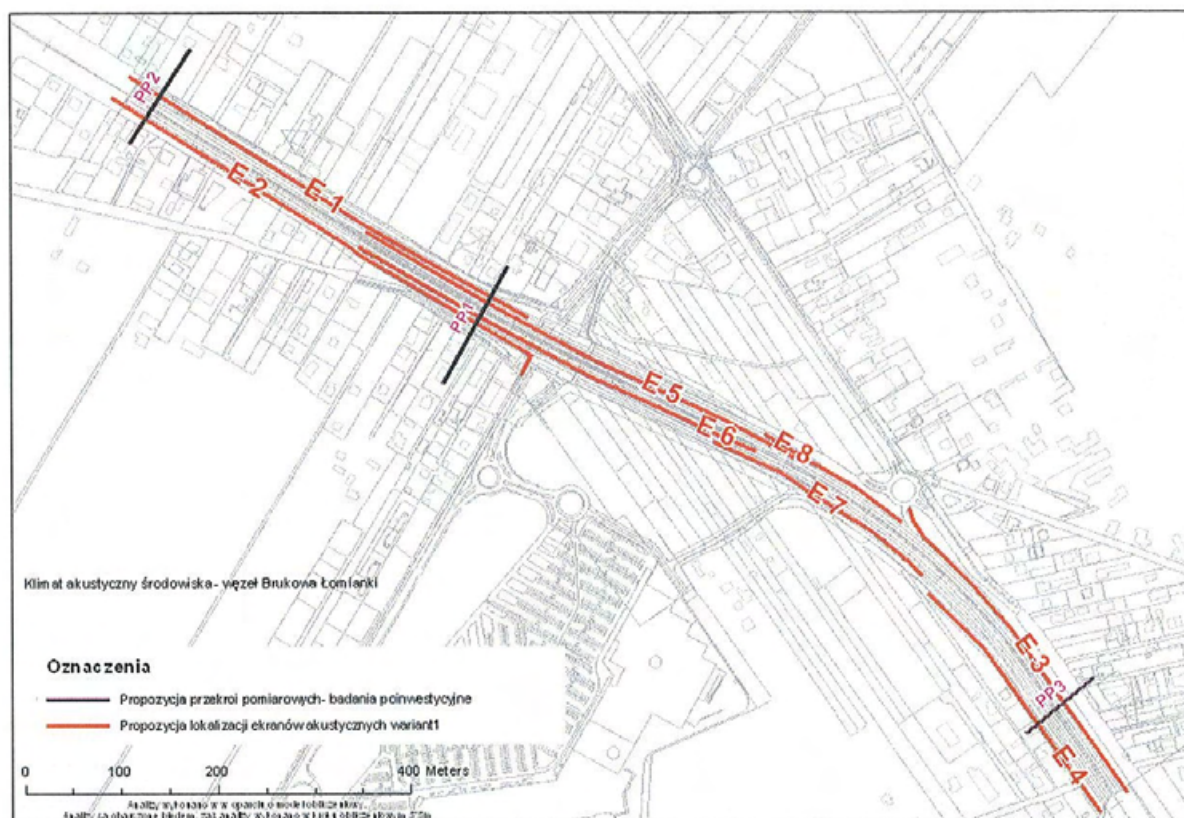 PP2
E-1
E-2
PP1
E-5
E-6
E-8
E-7
E-3
PP3
E-4
Klimat akustyczny środowiska- węzeł Brukowa Łomianki
Oznaczenia
Propozycja przekroi pomiarowych- badania poinwestycyjne
Propozycja lokalizacji ekranów akustycznych wariant1
0 100 200 400 Meters